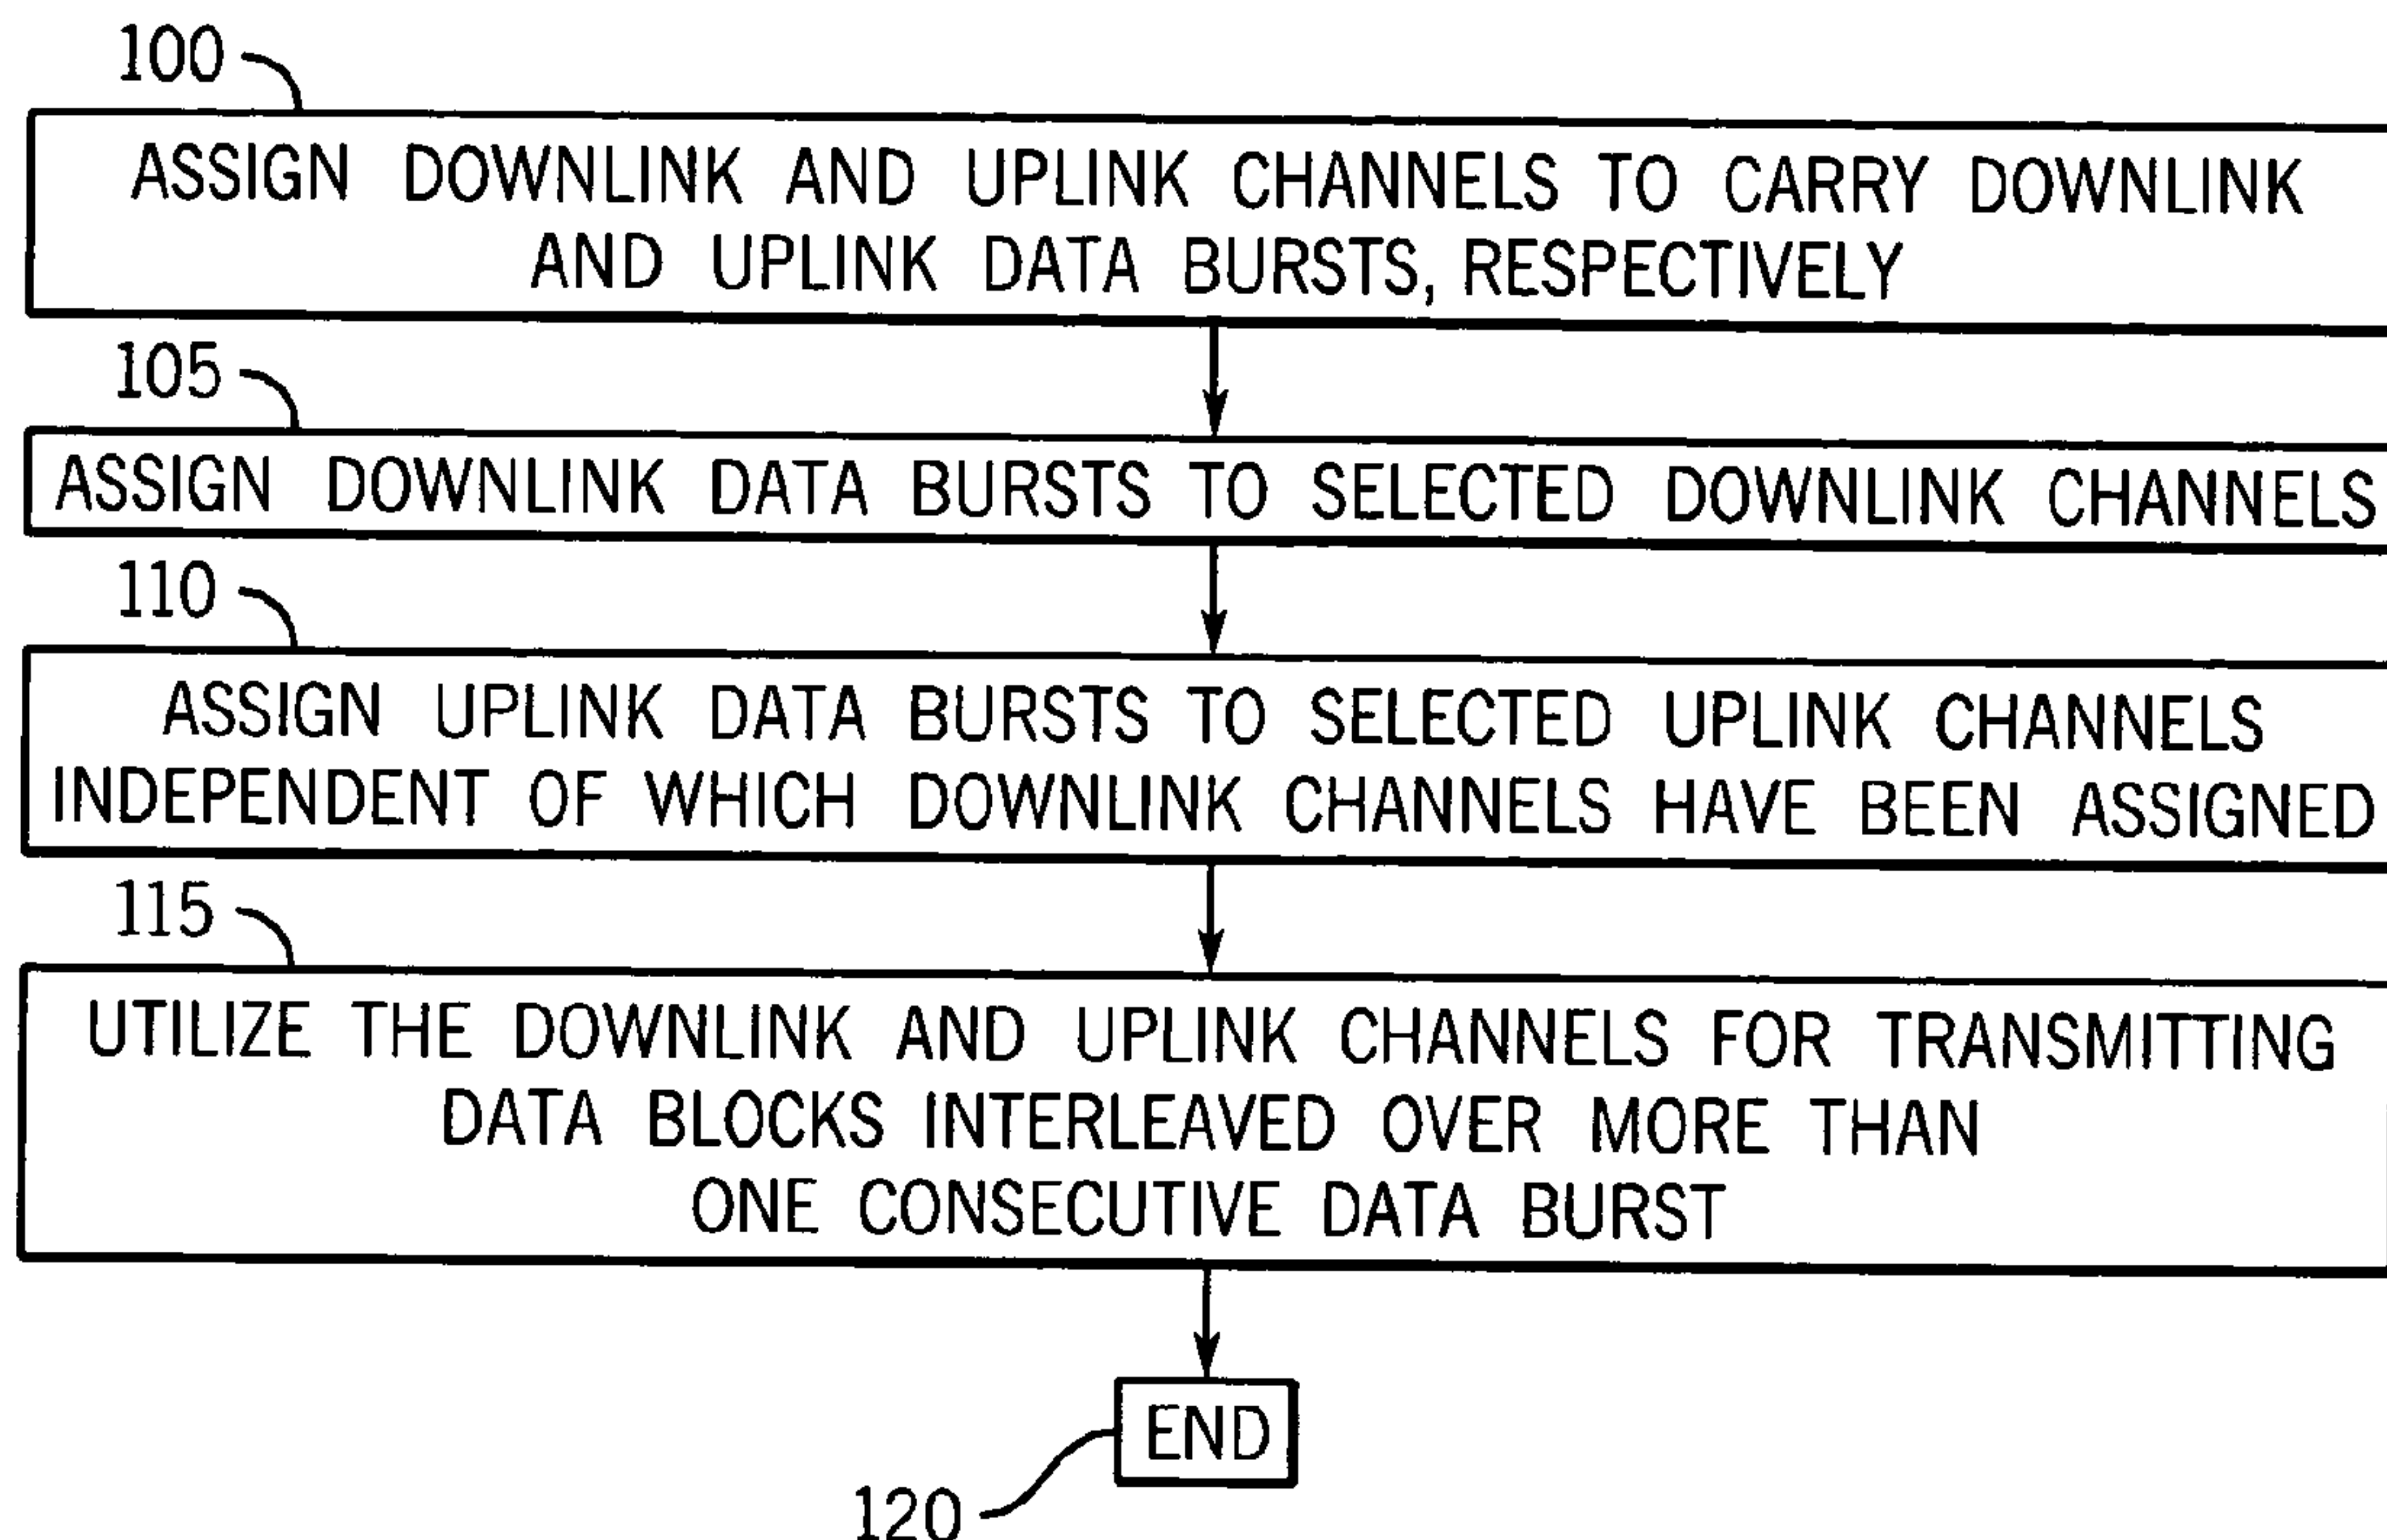 100
ASSIGN DOWNLINK AND UPLINK CHANNELS TO CARRY DOWNLINK
AND UPLINK DATA BURSTS, RESPECTIVELY
105
ASSIGN DOWNLINK DATA BURSTS TO SELECTED DOWNLINK CHANNELS
110
ASSIGN UPLINK DATA BURSTS TO SELECTED UPLINK CHANNELS
INDEPENDENT OF WHICH DOWNLINK CHANNELS HAVE BEEN ASSIGNED
115
UTILIZE THE DOWNLINK AND UPLINK CHANNELS FOR TRANSMITTING
DATA BLOCKS INTERLEAVED OVER MORE THAN
ONE CONSECUTIVE DATA BURST
END
120